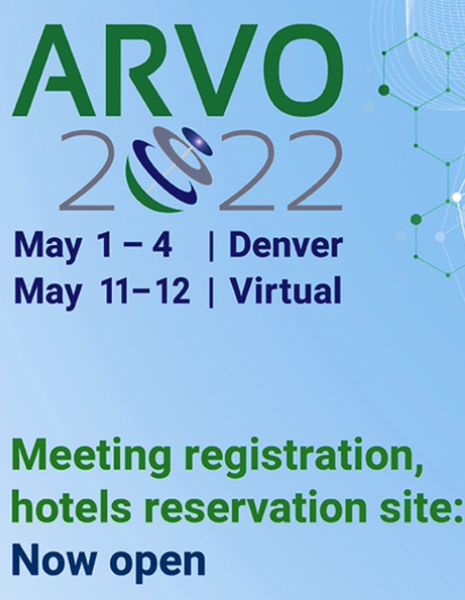 ARVO
2022
May 1 – 4 | Denver
May 11–12 | Virtual
Meeting registration,
hotels reservation site:
Now open